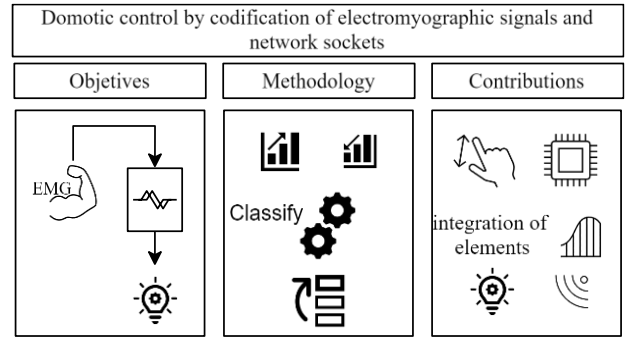 Domotic control by codification of electromyographic signals and
network sockets
Objetives
Methodology
Contributions
EMG
Classify
integration of
elements